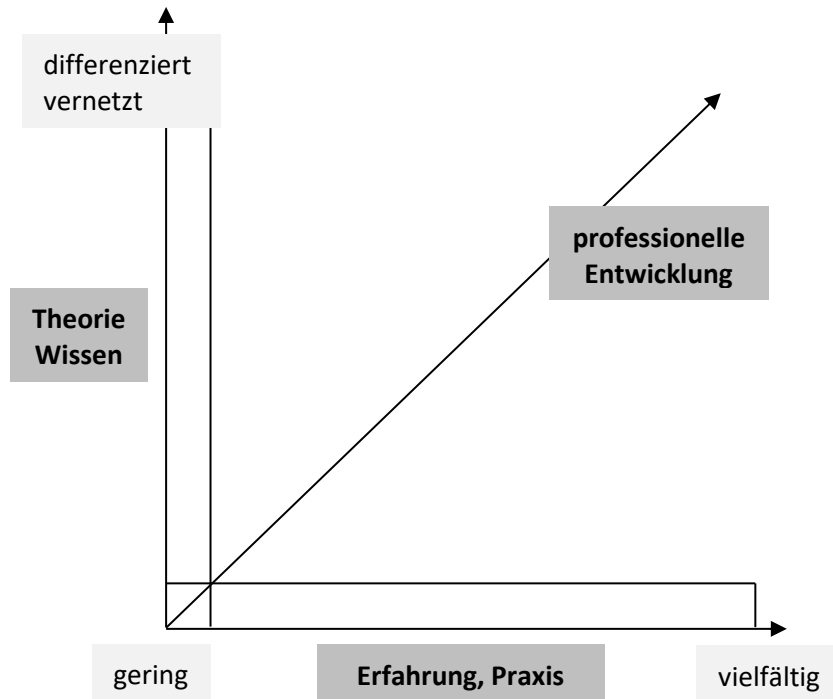 differenziert
vernetzt
professionelle
Entwicklung
Theorie
Wissen
gering
Erfahrung, Praxis
vielfältig